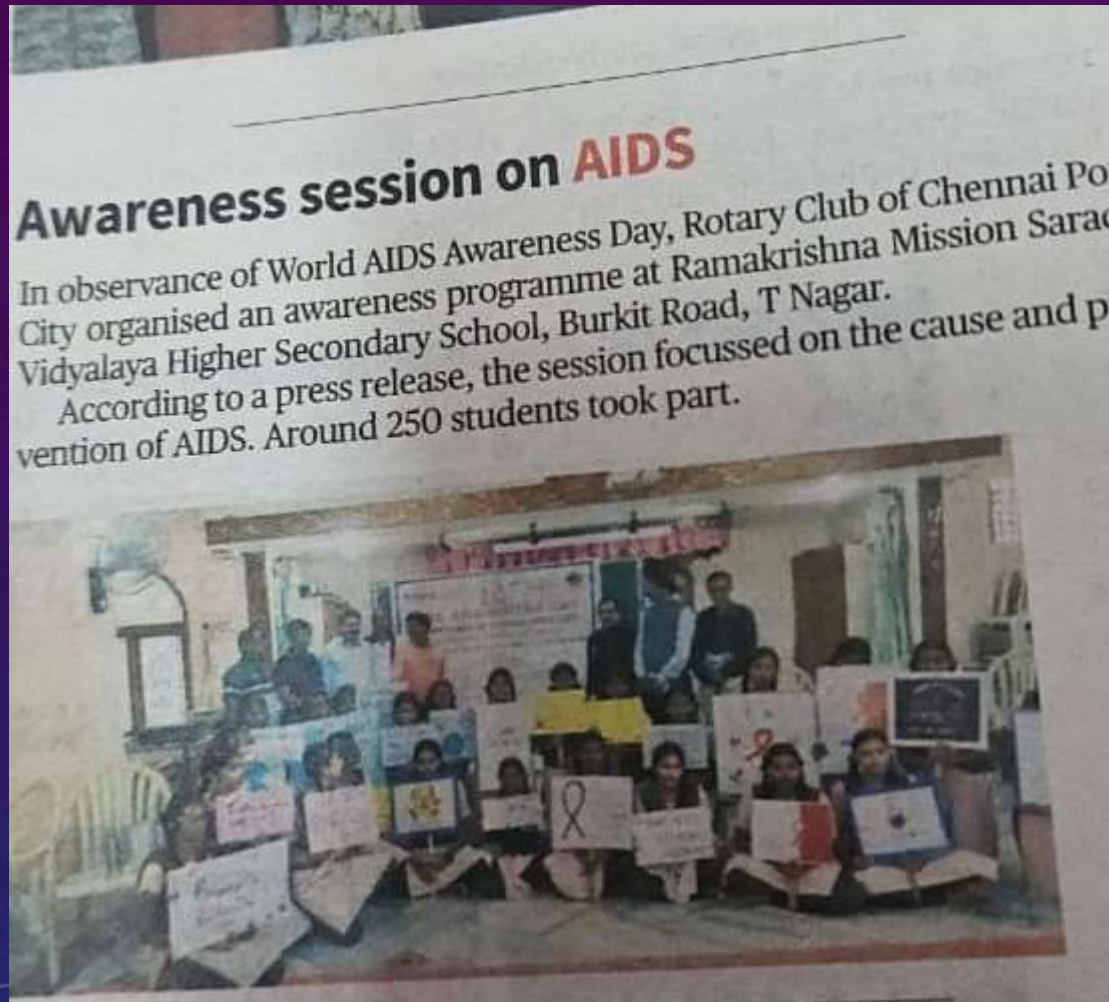 Awareness session on AIDS
In observance of World AIDS Awareness Day, Rotary Club of Chennai Po
City organised an awareness programme at Ramakrishna Mission Sarad
Vidyalaya Higher Secondary School, Burkit Road, T Nagar.
According to a press release, the session focussed on the cause and p
vention of AIDS. Around 250 students took part.